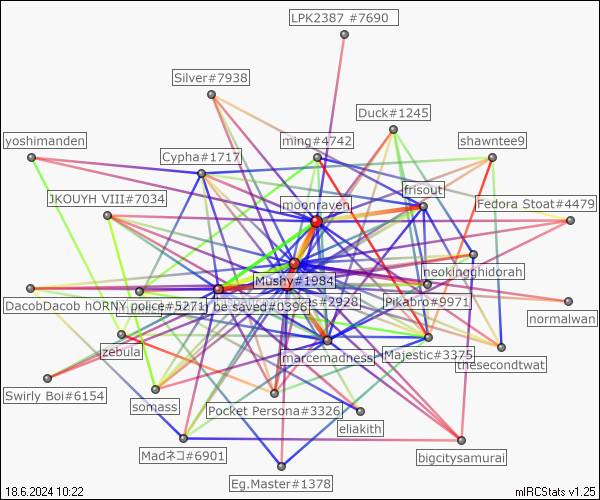 LPK2387 #7690
Silver#7938
Duck#1245
yoshimanden
ming#4742
shawntee9
Cypha#1717
frisout
JKOUYH VIII#7034
moonraven
Fedora Stoat#4479
neokingghidorah
Mushy#1984
DacobDacob hORNY police#5271
be saved#0396
#2928
Pikabro#9971
normalwan
zebula
marcemadness
Majestic#3375
thesecondtwat
Swirly Boi#6154
somass
Pocket Persona#3326
eliakith
Madネコ#6901
bigcitysamurai
Eg.Master#1378
18.6.2024 10:22
mIRCStats v1.25